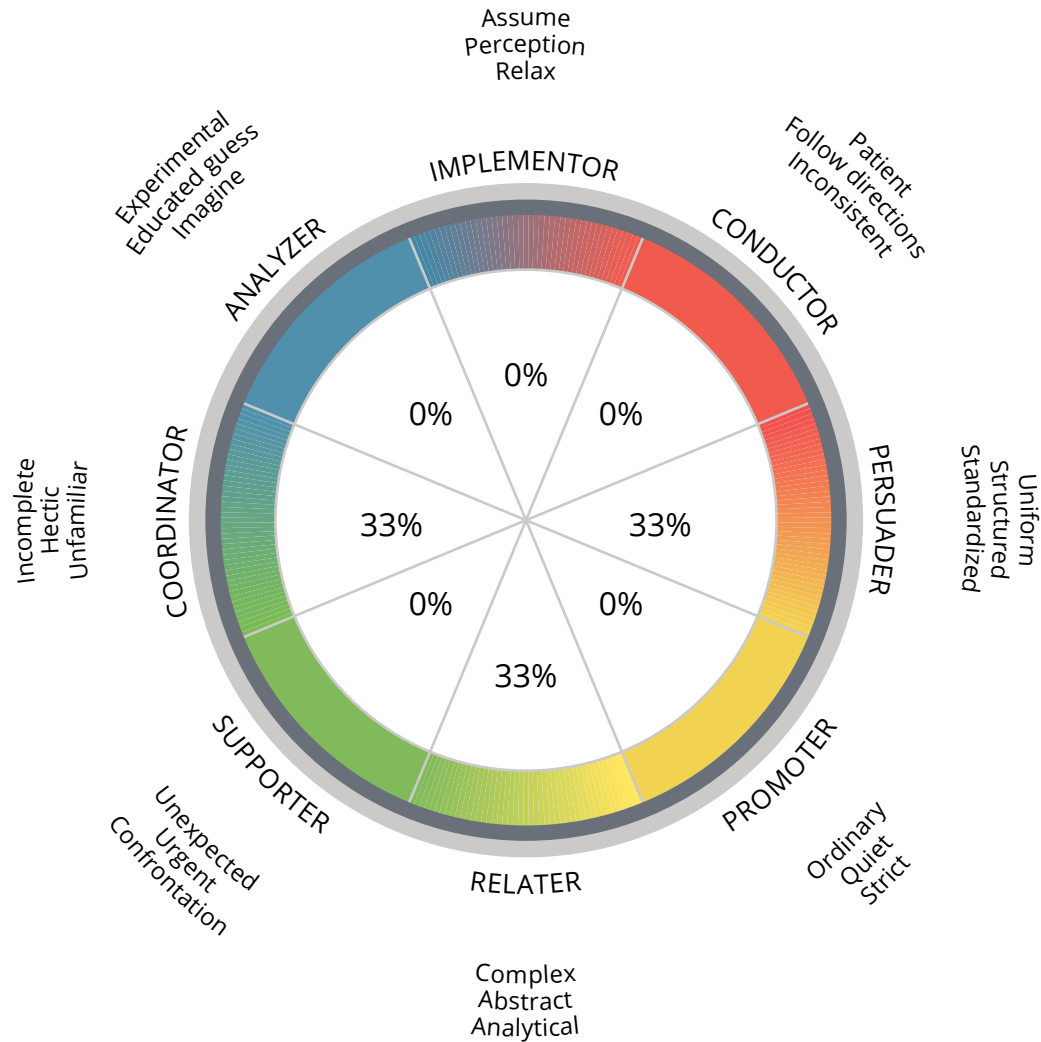 Assume
Perception
Relax
IMPLEMENTOR
0%
Patient
Follow directions
Inconsistent
CONDUCTOR
0%
Uniform
Structured
Standardized
PERSUADER
33%
Ordinary
Quiet
Strict
PROMOTER
0%
Complex
Abstract
Analytical
RELATER
33%
Unexpected
Urgent
Confrontation
SUPPORTER
0%
Incomplete
Hectic
Unfamiliar
COORDINATOR
33%
Experimental
Educated guess
Imagine
ANALYZER
0%